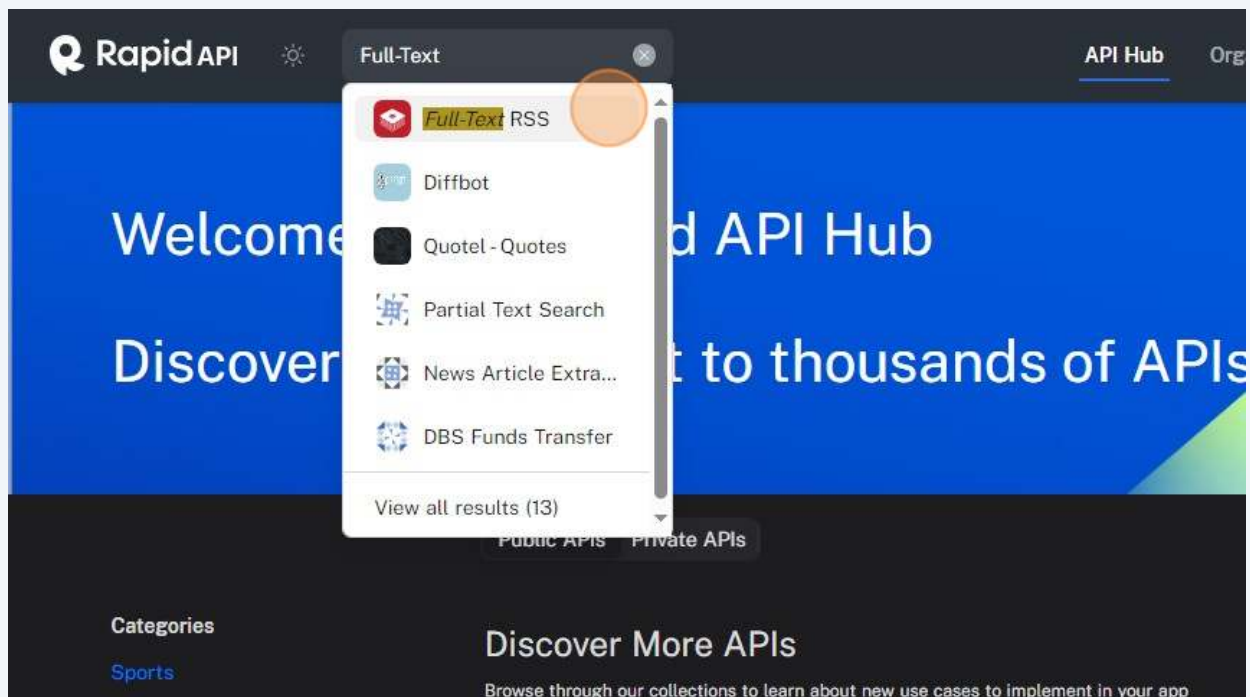 Rapid API
Full-Text
API Hub
Org
Full-Text RSS
Diffbot
Quotel - Quotes
Partial Text Search
News Article Extra...
DBS Funds Transfer
View all results (13)
Welcome d API Hub
Discover t to thousands of APIs
Public APIs Private APIs
Categories
Sports
Discover More APIs
Browse through our collections to learn about new use cases to implement in your app